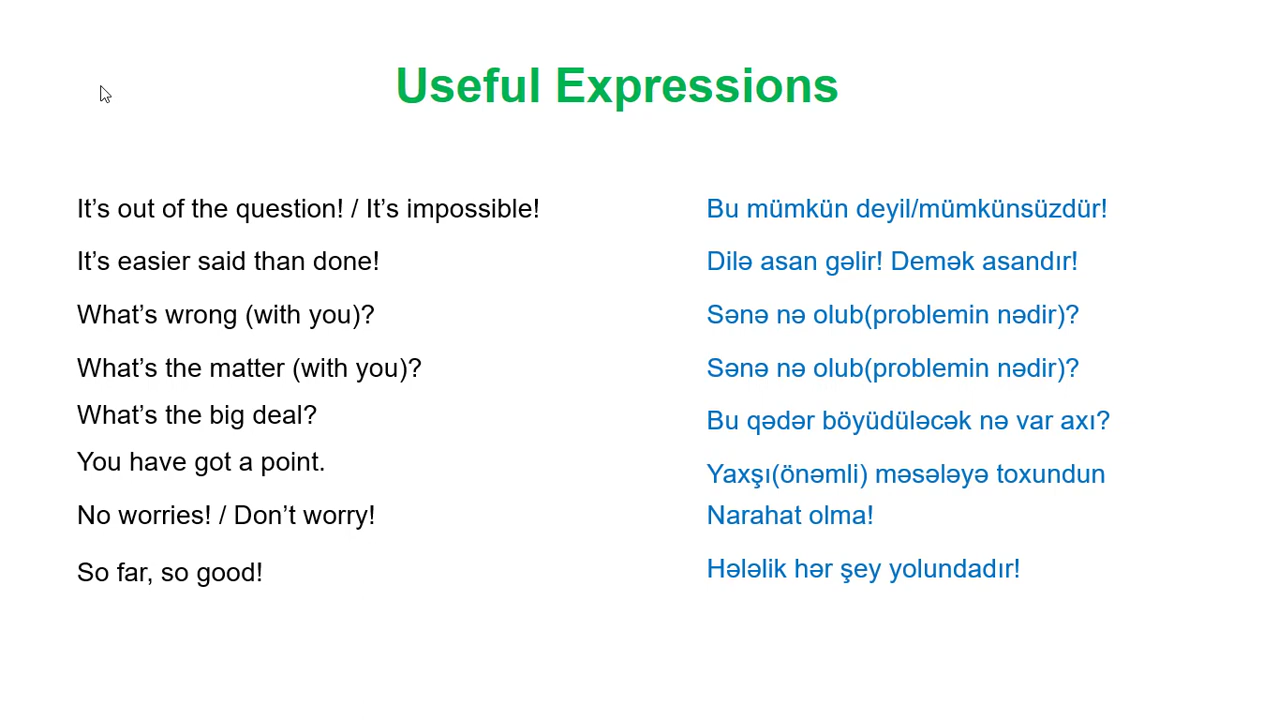 Useful Expressions
It’s out of the question! / It’s impossible!
Bu mümkün deyil/mümkünsüzdür!
It’s easier said than done!
Dilə asan gəlir! Demək asandır!
What’s wrong (with you)?
Sənə nə olub(problemin nədir)?
What’s the matter (with you)?
Sənə nə olub(problemin nədir)?
What’s the big deal?
Bu qədər böyüdüləcək nə var axı?
You have got a point.
Yaxşı(önəmli) məsələyə toxundun
No worries! / Don’t worry!
Narahat olma!
So far, so good!
Hələlik hər şey yolundadır!